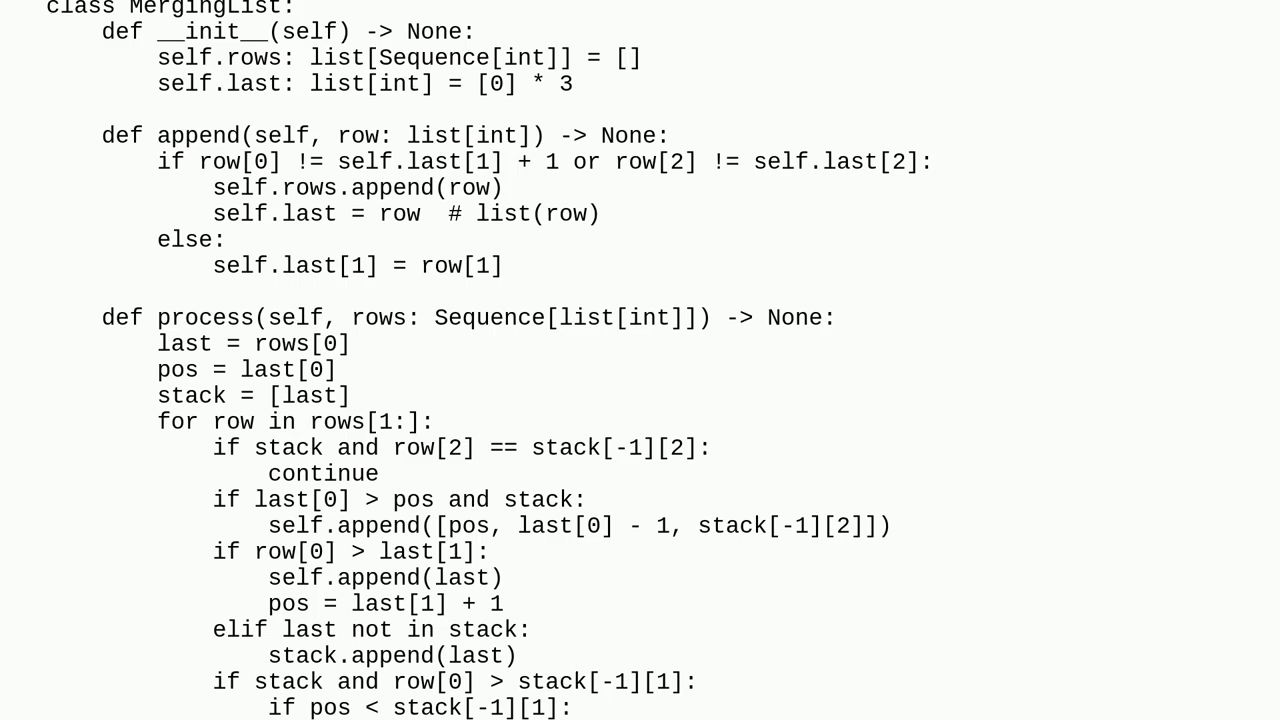 class MergingList:
    def __init__(self) -> None:
        self.rows: list[Sequence[int]] = []
        self.last: list[int] = [0] * 3

    def append(self, row: list[int]) -> None:
        if row[0] != self.last[1] + 1 or row[2] != self.last[2]:
            self.rows.append(row)
            self.last = row  # list(row)
        else:
            self.last[1] = row[1]

    def process(self, rows: Sequence[list[int]]) -> None:
        last = rows[0]
        pos = last[0]
        stack = [last]
        for row in rows[1:]:
            if stack and row[2] == stack[-1][2]:
                continue
            if last[0] > pos and stack:
                self.append([pos, last[0] - 1, stack[-1][2]])
            if row[0] > last[1]:
                self.append(last)
                pos = last[1] + 1
            elif last not in stack:
                stack.append(last)
            if stack and row[0] > stack[-1][1]:
                if pos < stack[-1][1]: